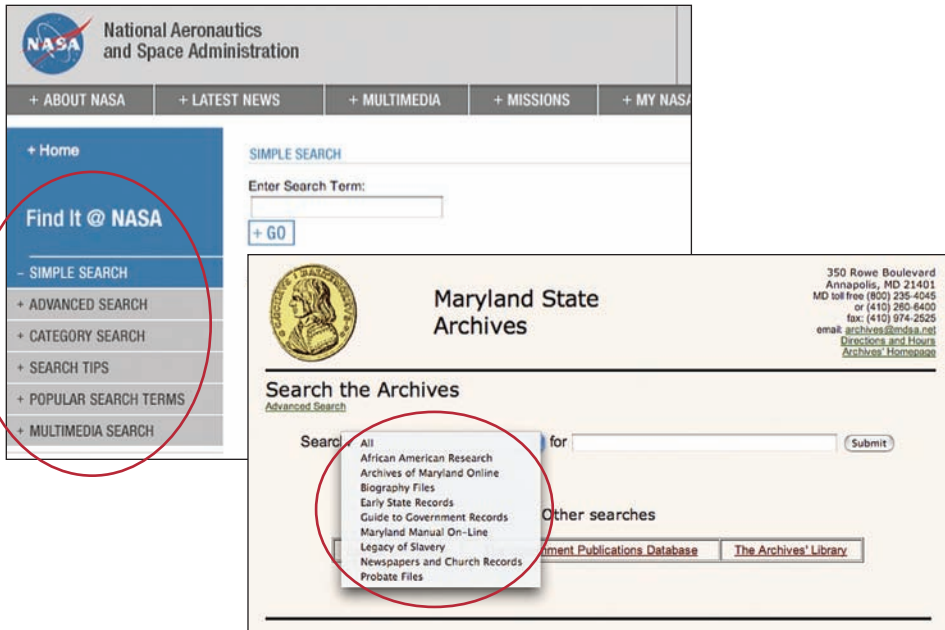 NASA
National Aeronautics
and Space Administration
+ ABOUT NASA
+ LATEST NEWS
+ MULTIMEDIA
+ MISSIONS
+ MY NASA
+ Home
Find It @ NASA
– SIMPLE SEARCH
+ ADVANCED SEARCH
+ CATEGORY SEARCH
+ SEARCH TIPS
+ POPULAR SEARCH TERMS
+ MULTIMEDIA SEARCH
SIMPLE SEARCH
Enter Search Term:
+ GO
Maryland State
Archives
350 Rowe Boulevard
Annapolis, MD 21401
MD toll free (800) 235-4045
or (410) 260-6400
fax: (410) 974-2525
email: archives@mdsa.net
Directions and Hours
Archives' Homepage
Search the Archives
Advanced Search
Search for Submit
All
African American Research
Archives of Maryland Online
Biography Files
Early State Records
Guide to Government Records
Maryland Manual On-Line
Legacy of Slavery
Newspapers and Church Records
Probate Files
Other searches
Publications Database
The Archives' Library